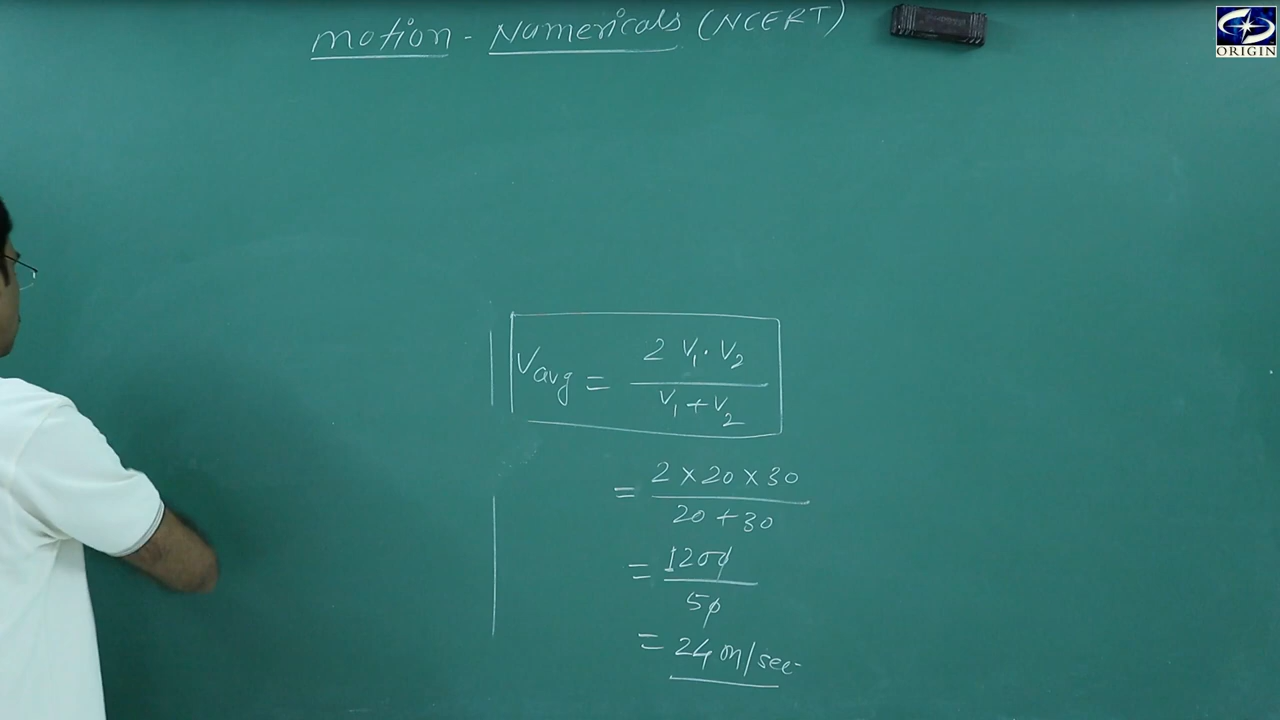 motion - Numericals (NCERT)
ORIGIN
Vavg = 2 V1 . V2 / V1 + V2
= 2 x 20 x 30 / 20 + 30
= 1200 / 50
= 24 m/sec